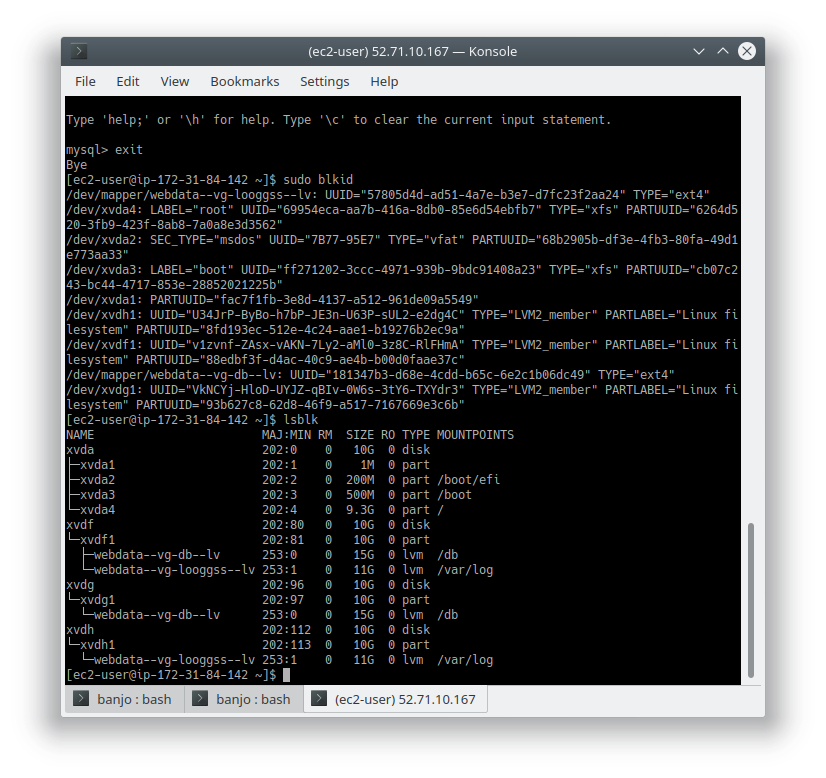 (ec2-user) 52.71.10.167 — Konsole
File Edit View Bookmarks Settings Help
Type 'help;' or '\h' for help. Type '\c' to clear the current input statement.
mysql> exit
Bye
[ec2-user@ip-172-31-84-142 ~]$ sudo blkid
/dev/mapper/webdata--vg-looggss--lv: UUID="57805d4d-ad51-4a7e-b3e7-d7fc23f2aa24" TYPE="ext4"
/dev/xvda4: LABEL="root" UUID="69954eca-aa7b-416a-8db0-85e6d54ebfb7" TYPE="xfs" PARTUUID="6264d5
20-3fb9-423f-8ab8-7a0a8e3d3562"
/dev/xvda2: SEC_TYPE="msdos" UUID="7B77-95E7" TYPE="vfat" PARTUUID="68b2905b-df3e-4fb3-80fa-49d1
e773aa33"
/dev/xvda3: LABEL="boot" UUID="ff271202-3ccc-4971-939b-9bdc91408a23" TYPE="xfs" PARTUUID="cb07c2
43-bc44-4717-853e-28852021225b"
/dev/xvda1: PARTUUID="fac7f1fb-3e8d-4137-a512-961de09a5549"
/dev/xvdh1: UUID="U34JrP-ByBo-h7bP-JE3n-U63P-sUL2-e2dg4C" TYPE="LVM2_member" PARTLABEL="Linux fi
lesystem" PARTUUID="8fd193ec-512e-4c24-aae1-b19276b2ec9a"
/dev/xvdf1: UUID="v1zvnf-ZAsx-vAKN-7Ly2-aMl0-3z8C-RlFHmA" TYPE="LVM2_member" PARTLABEL="Linux fi
lesystem" PARTUUID="88edbf3f-d4ac-40c9-ae4b-b00d0faae37c"
/dev/mapper/webdata--vg-db--lv: UUID="181347b3-d68e-4cdd-b65c-6e2c1b06dc49" TYPE="ext4"
/dev/xvdg1: UUID="VkNCYj-HloD-UYJZ-qBIv-0W6s-3tY6-TXYdr3" TYPE="LVM2_member" PARTLABEL="Linux fi
lesystem" PARTUUID="93b627c8-62d8-46f9-a517-7167669e3c6b"
[ec2-user@ip-172-31-84-142 ~]$ lsblk
NAME MAJ:MIN RM SIZE RO TYPE MOUNTPOINTS
xvda 202:0 0 10G 0 disk
├─xvda1 202:1 0 1M 0 part
├─xvda2 202:2 0 200M 0 part /boot/efi
├─xvda3 202:3 0 500M 0 part /boot
└─xvda4 202:4 0 9.3G 0 part /
xvdf 202:80 0 10G 0 disk
└─xvdf1 202:81 0 10G 0 part
├─webdata--vg-db--lv 253:0 0 15G 0 lvm /db
└─webdata--vg-looggss--lv 253:1 0 11G 0 lvm /var/log
xvdg 202:96 0 10G 0 disk
└─xvdg1 202:97 0 10G 0 part
└─webdata--vg-db--lv 253:0 0 15G 0 lvm /db
xvdh 202:112 0 10G 0 disk
└─xvdh1 202:113 0 10G 0 part
└─webdata--vg-looggss--lv 253:1 0 11G 0 lvm /var/log
[ec2-user@ip-172-31-84-142 ~]$
banjo : bash banjo : bash (ec2-user) 52.71.10.167